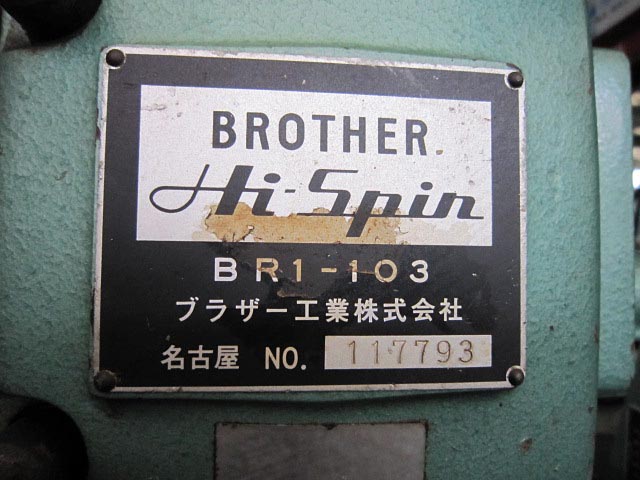 BROTHER
Hi-Spin
BR1-103
ブラザー工業株式会社
名古屋 NO. 117793